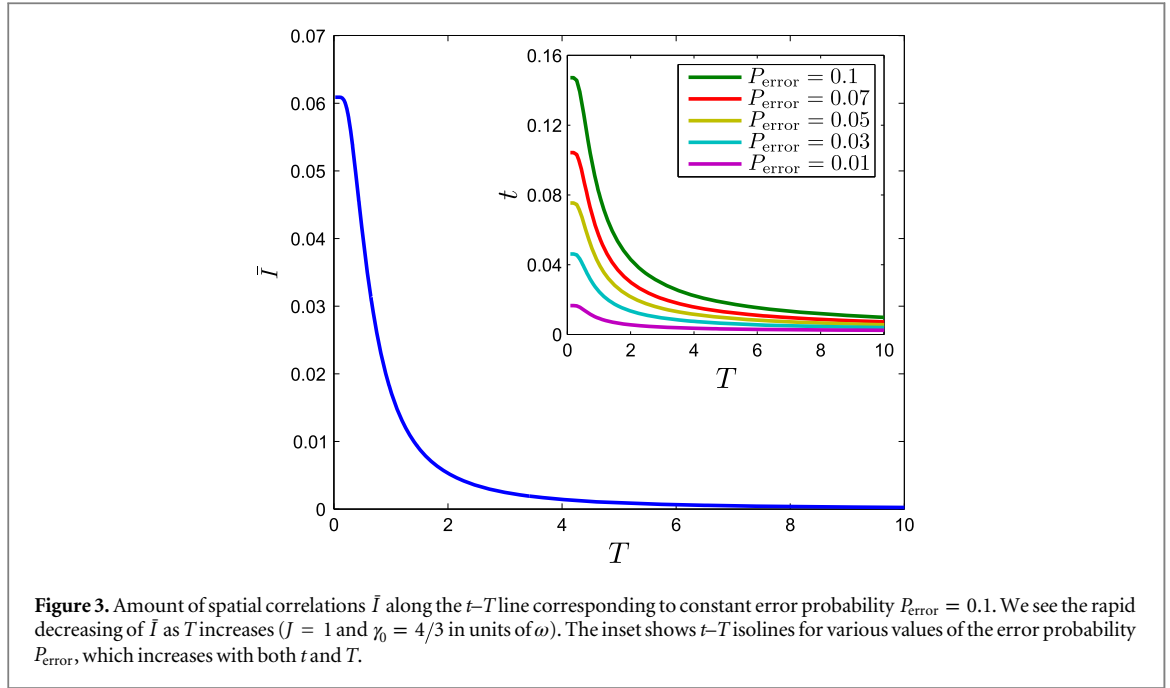 0.07
0.06
0.05
0.04
0.03
0.02
0.01
0
Ī
0 2 4 6 8 10
T
0.16
0.12
0.08
0.04
0
t
0 2 4 6 8 10
T
P_error = 0.1
P_error = 0.07
P_error = 0.05
P_error = 0.03
P_error = 0.01
Figure 3. Amount of spatial correlations Ī along the t–T line corresponding to constant error probability P_error = 0.1. We see the rapid
decreasing of Ī as T increases (J = 1 and γ₀ = 4/3 in units of ω). The inset shows t–T isolines for various values of the error probability
P_error, which increases with both t and T.